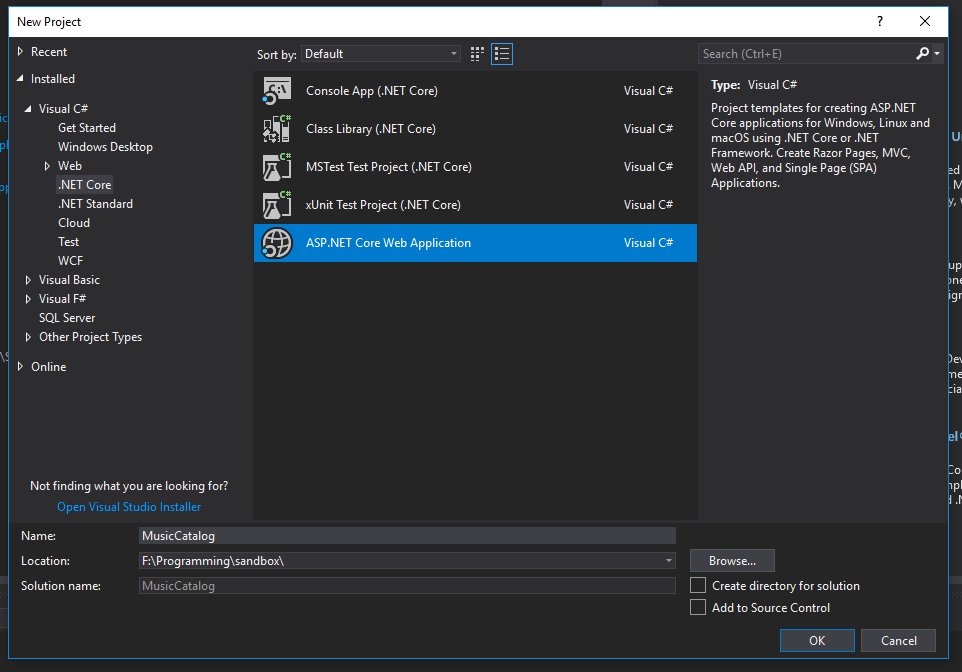 New Project
?
Recent
Installed
Visual C#
Get Started
Windows Desktop
Web
.NET Core
.NET Standard
Cloud
Test
WCF
Visual Basic
Visual F#
SQL Server
Other Project Types
Online
Not finding what you are looking for?
Open Visual Studio Installer
Sort by: Default
Console App (.NET Core) Visual C#
Class Library (.NET Core) Visual C#
MSTest Test Project (.NET Core) Visual C#
xUnit Test Project (.NET Core) Visual C#
ASP.NET Core Web Application Visual C#
Search (Ctrl+E)
Type: Visual C#
Project templates for creating ASP.NET
Core applications for Windows, Linux and
macOS using .NET Core or .NET
Framework. Create Razor Pages, MVC,
Web API, and Single Page (SPA)
Applications.
Name: MusicCatalog
Location: F:\Programming\sandbox\
Browse...
Solution name: MusicCatalog
Create directory for solution
Add to Source Control
OK
Cancel